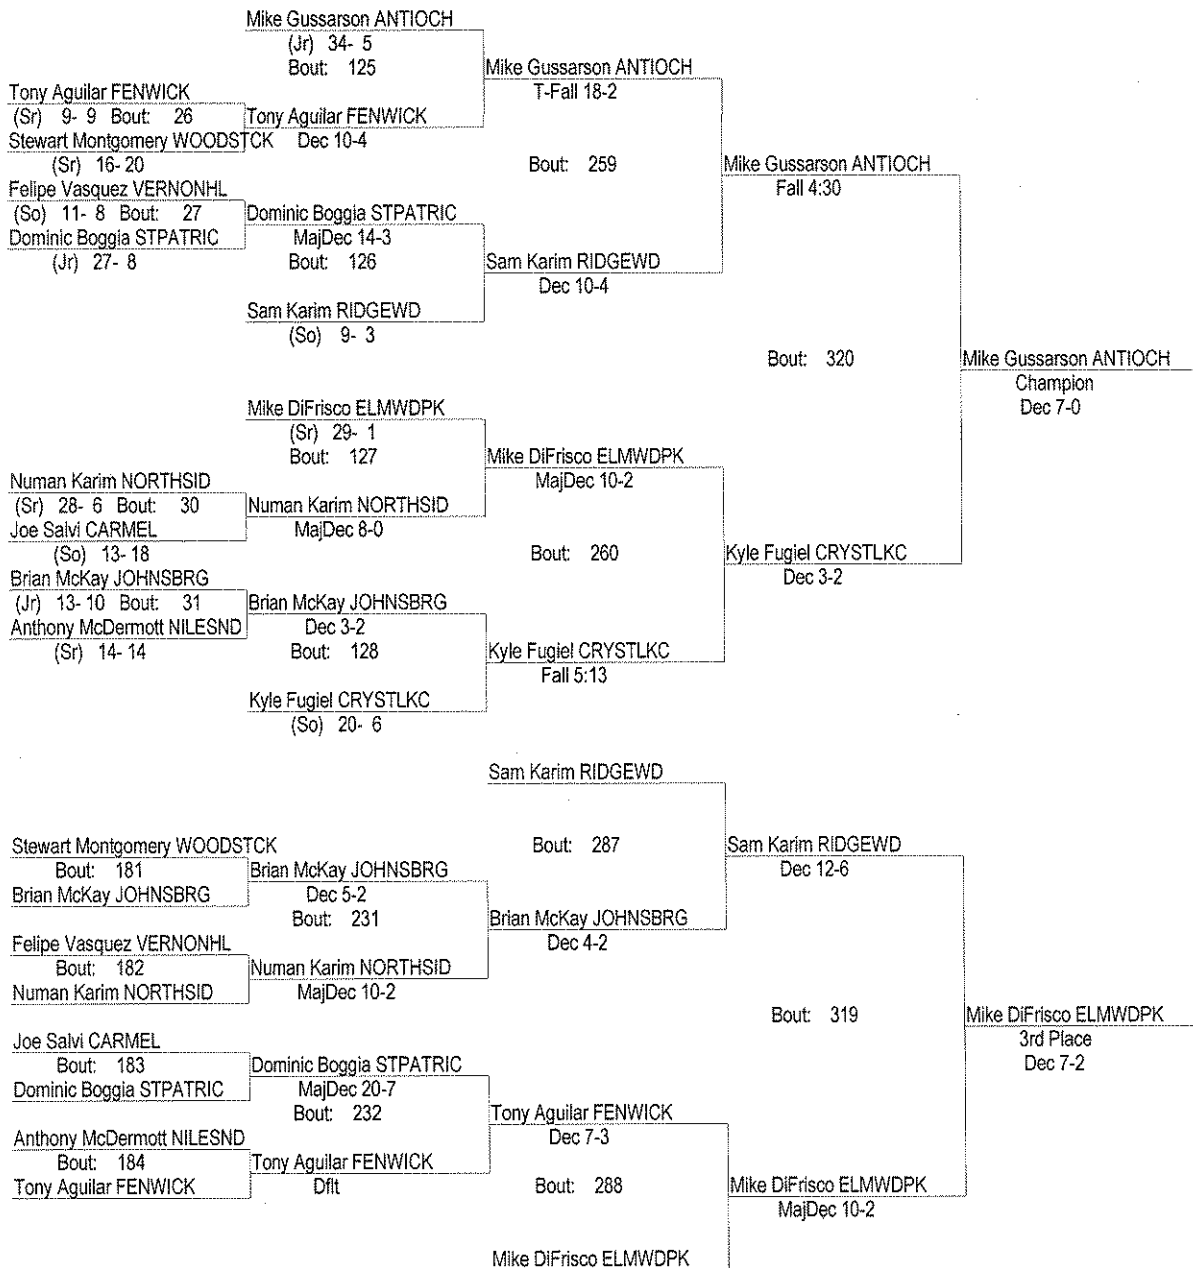 Mike Gussarson ANTIOCH
(Jr) 34- 5
Bout: 125
Mike Gussarson ANTIOCH
T-Fall 18-2
Tony Aguilar FENWICK
(Sr) 9- 9 Bout: 26
Tony Aguilar FENWICK
Stewart Montgomery WOODSTCK Dec 10-4
(Sr) 16- 20
Bout: 259
Mike Gussarson ANTIOCH
Fall 4:30
Felipe Vasquez VERNONHL
(So) 11- 8 Bout: 27
Dominic Boggia STPATRIC
Dominic Boggia STPATRIC
MajDec 14-3
(Jr) 27- 8
Bout: 126
Sam Karim RIDGEWD
Dec 10-4
Sam Karim RIDGEWD
(So) 9- 3
Bout: 320
Mike Gussarson ANTIOCH
Champion
Dec 7-0
Mike DiFrisco ELMWDPK
(Sr) 29- 1
Bout: 127
Mike DiFrisco ELMWDPK
MajDec 10-2
Numan Karim NORTHSID
(Sr) 28- 6 Bout: 30
Numan Karim NORTHSID
Joe Salvi CARMEL
MajDec 8-0
(So) 13- 18
Bout: 260
Kyle Fugiel CRYSTLKC
Dec 3-2
Brian McKay JOHNSBRG
(Jr) 13- 10 Bout: 31
Brian McKay JOHNSBRG
Anthony McDermott NILESND
Dec 3-2
(Sr) 14- 14
Bout: 128
Kyle Fugiel CRYSTLKC
Fall 5:13
Kyle Fugiel CRYSTLKC
(So) 20- 6
Sam Karim RIDGEWD
Stewart Montgomery WOODSTCK
Bout: 287
Sam Karim RIDGEWD
Bout: 181
Brian McKay JOHNSBRG
Dec 12-6
Brian McKay JOHNSBRG
Dec 5-2
Bout: 231
Brian McKay JOHNSBRG
Dec 4-2
Felipe Vasquez VERNONHL
Bout: 182
Numan Karim NORTHSID
Numan Karim NORTHSID
MajDec 10-2
Bout: 319
Mike DiFrisco ELMWDPK
3rd Place
Dec 7-2
Joe Salvi CARMEL
Bout: 183
Dominic Boggia STPATRIC
Dominic Boggia STPATRIC
MajDec 20-7
Bout: 232
Tony Aguilar FENWICK
Dec 7-3
Anthony McDermott NILESND
Bout: 184
Tony Aguilar FENWICK
Tony Aguilar FENWICK
Dflt
Bout: 288
Mike DiFrisco ELMWDPK
MajDec 10-2
Mike DiFrisco ELMWDPK